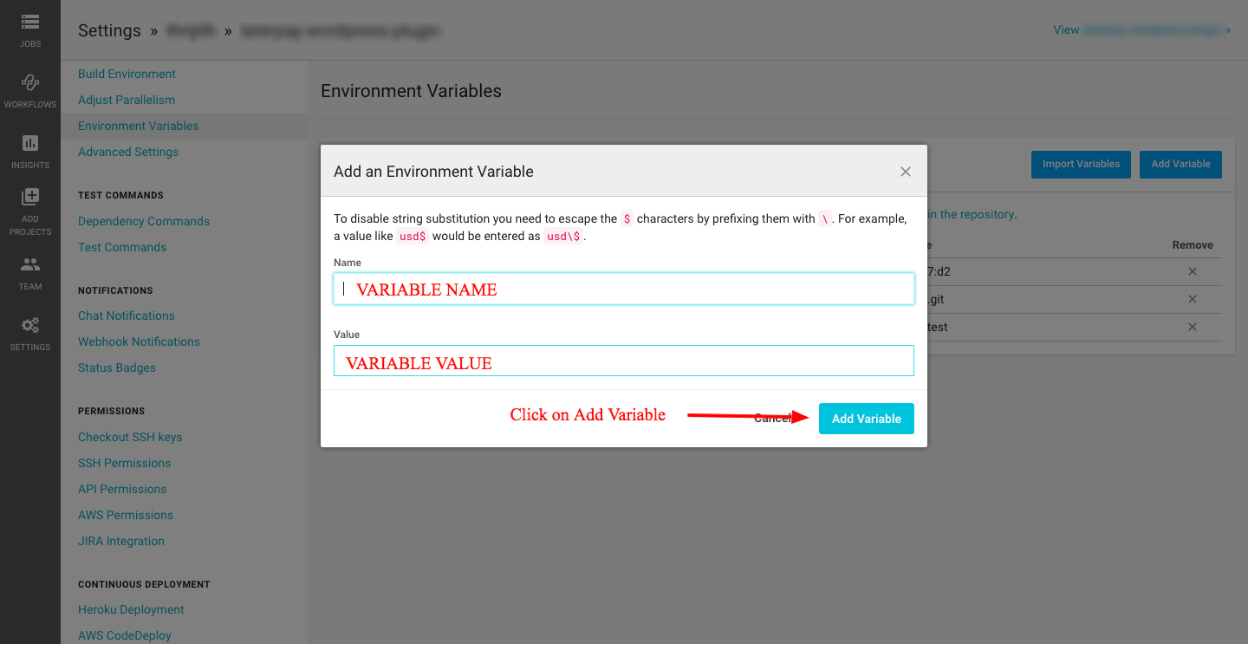 JOBS
WORKFLOWS
INSIGHTS
ADD
PROJECTS
TEAM
SETTINGS
Settings » »
View »
Build Environment
Adjust Parallelism
Environment Variables
Advanced Settings
TEST COMMANDS
Dependency Commands
Test Commands
NOTIFICATIONS
Chat Notifications
Webhook Notifications
Status Badges
PERMISSIONS
Checkout SSH keys
SSH Permissions
API Permissions
AWS Permissions
JIRA Integration
CONTINUOUS DEPLOYMENT
Heroku Deployment
AWS CodeDeploy
Environment Variables
Import Variables
Add Variable
in the repository.
e
Remove
7:d2
.git
test
Add an Environment Variable
To disable string substitution you need to escape the $ characters by prefixing them with \. For example,
a value like usd$ would be entered as usd\$.
Name
VARIABLE NAME
Value
VARIABLE VALUE
Click on Add Variable
Cancel
Add Variable